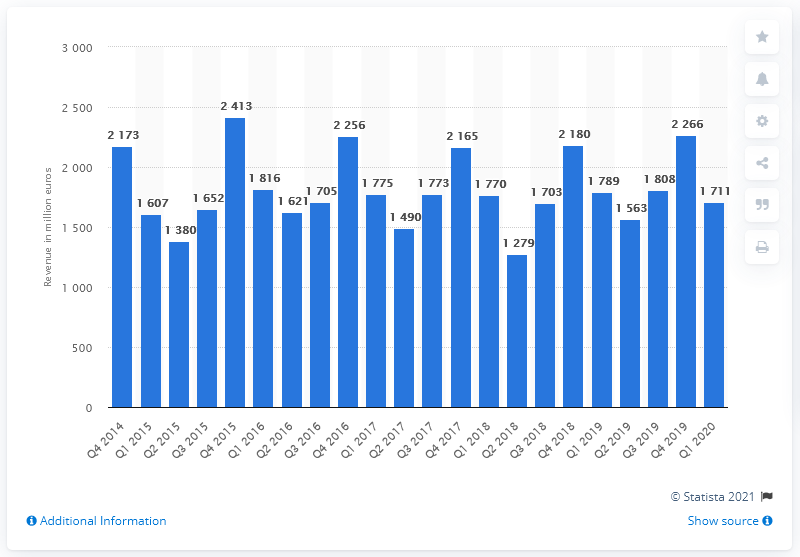 Revenue in million euros
3 000
2 500
2 000
1 500
1 000
500
0
2 173
1 607
1 380
1 652
2 413
1 816
1 621
1 705
2 256
1 775
1 490
1 773
2 165
1 770
1 279
1 703
2 180
1 789
1 563
1 808
2 266
1 711
Q4 2014
Q1 2015
Q2 2015
Q3 2015
Q4 2015
Q1 2016
Q2 2016
Q3 2016
Q4 2016
Q1 2017
Q2 2017
Q3 2017
Q4 2017
Q1 2018
Q2 2018
Q3 2018
Q4 2018
Q1 2019
Q2 2019
Q3 2019
Q4 2019
Q1 2020
© Statista 2021
Additional Information
Show source